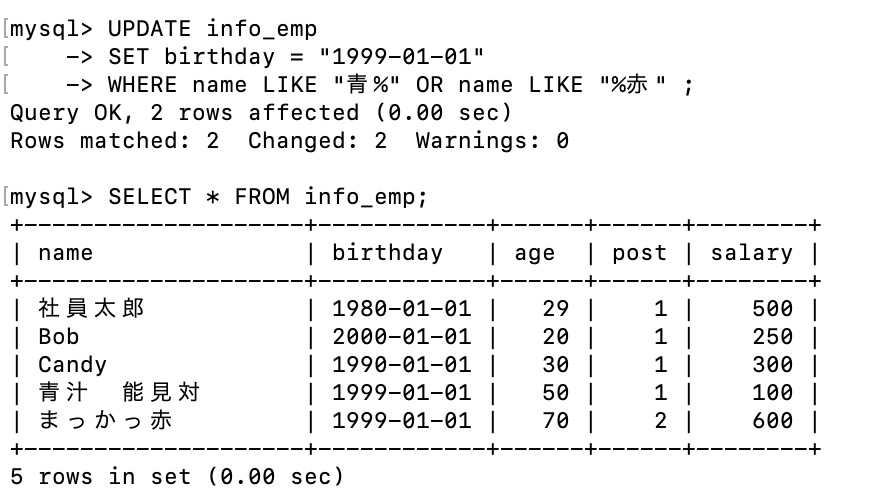 [mysql> UPDATE info_emp
[    -> SET birthday = "1999-01-01"
[    -> WHERE name LIKE "青%" OR name LIKE "%赤" ;
Query OK, 2 rows affected (0.00 sec)
Rows matched: 2  Changed: 2  Warnings: 0

[mysql> SELECT * FROM info_emp;
+---------------------+------------+------+------+--------+
| name                | birthday   | age  | post | salary |
+---------------------+------------+------+------+--------+
| 社員太郎            | 1980-01-01 |   29 |    1 |    500 |
| Bob                 | 2000-01-01 |   20 |    1 |    250 |
| Candy               | 1990-01-01 |   30 |    1 |    300 |
| 青汁　能見対        | 1999-01-01 |   50 |    1 |    100 |
| まっかっ赤          | 1999-01-01 |   70 |    2 |    600 |
+---------------------+------------+------+------+--------+
5 rows in set (0.00 sec)